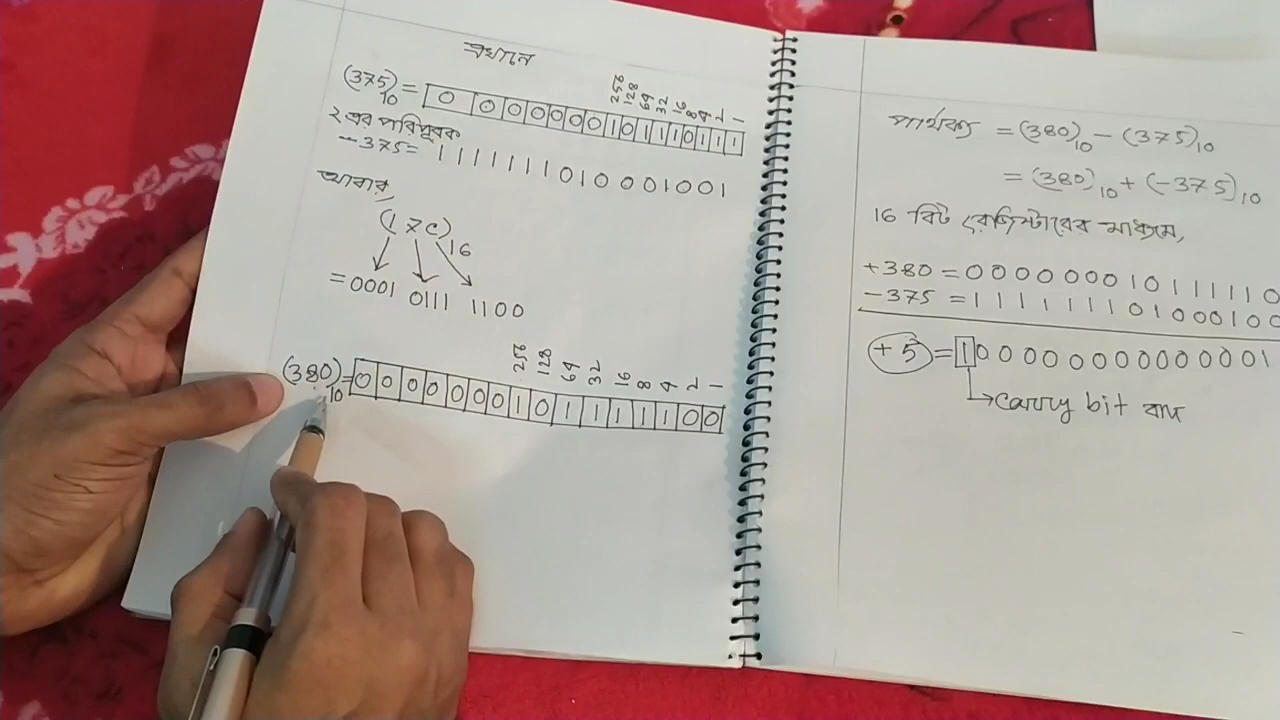 এখানে
256 128 64 32 16 8 4 2 1
(375)10 = 0 0 0 0 0 0 0 1 0 1 1 1 0 1 1 1
২ এর পরিপূরক
-375 = 1 1 1 1 1 1 1 0 1 0 0 0 1 0 0 1
আবার,
(17C)16
= 0001 0111 1100
256 128 64 32 16 8 4 2 1
(380)10 = 0 0 0 0 0 0 0 1 0 1 1 1 1 1 0 0
পার্থক্য = (380)10 - (375)10
= (380)10 + (-375)10
16 বিট রেজিস্টারের মাধ্যমে,
+380 = 0 0 0 0 0 0 0 1 0 1 1 1 1 1 0
-375 = 1 1 1 1 1 1 1 0 1 0 0 0 1 0 0
+5 = 1 0 0 0 0 0 0 0 0 0 0 0 0 0 1
Carry bit বাদ